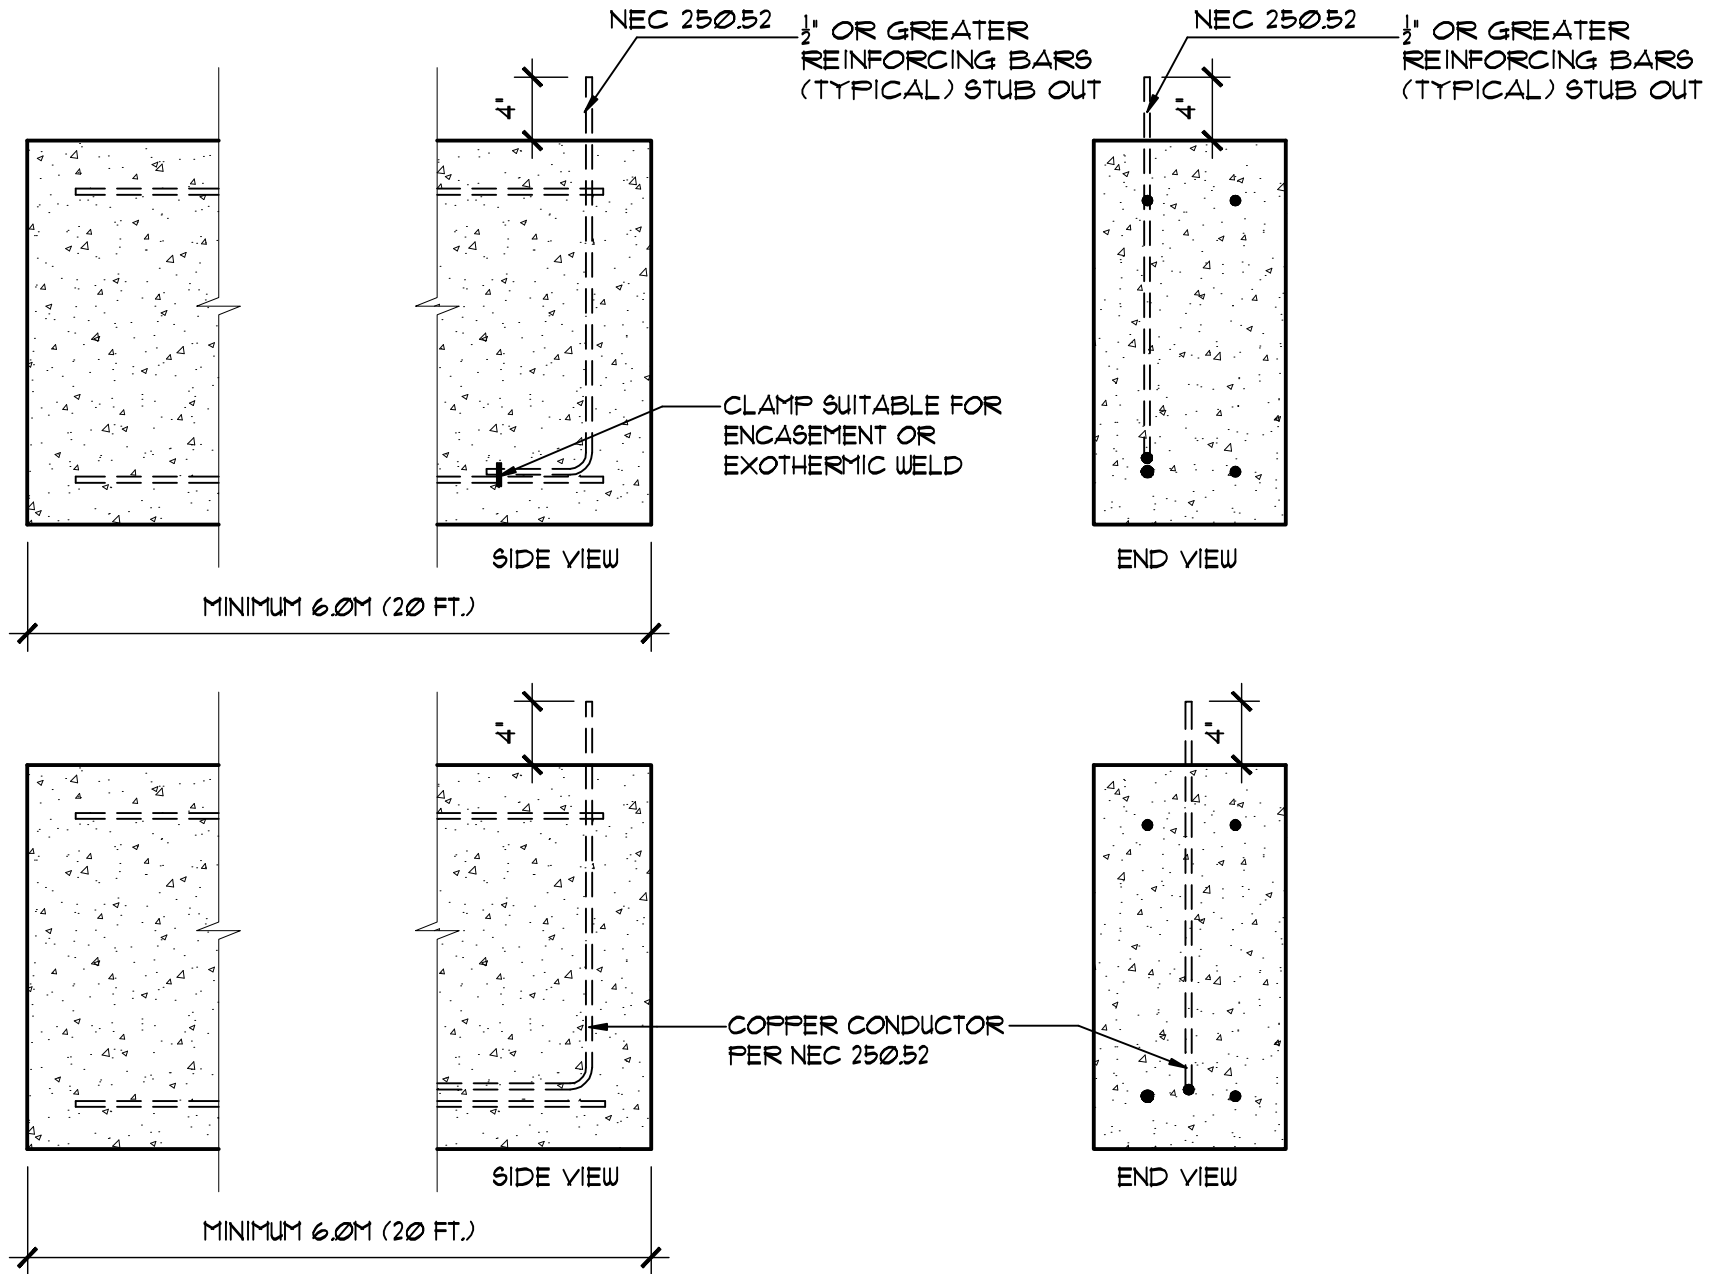 NEC 250.52
½" OR GREATER
REINFORCING BARS
(TYPICAL) STUB OUT
4"
NEC 250.52
½" OR GREATER
REINFORCING BARS
(TYPICAL) STUB OUT
4"
CLAMP SUITABLE FOR
ENCASEMENT OR
EXOTHERMIC WELD
SIDE VIEW
END VIEW
MINIMUM 6.0M (20 FT.)
4"
4"
COPPER CONDUCTOR
PER NEC 250.52
SIDE VIEW
END VIEW
MINIMUM 6.0M (20 FT.)